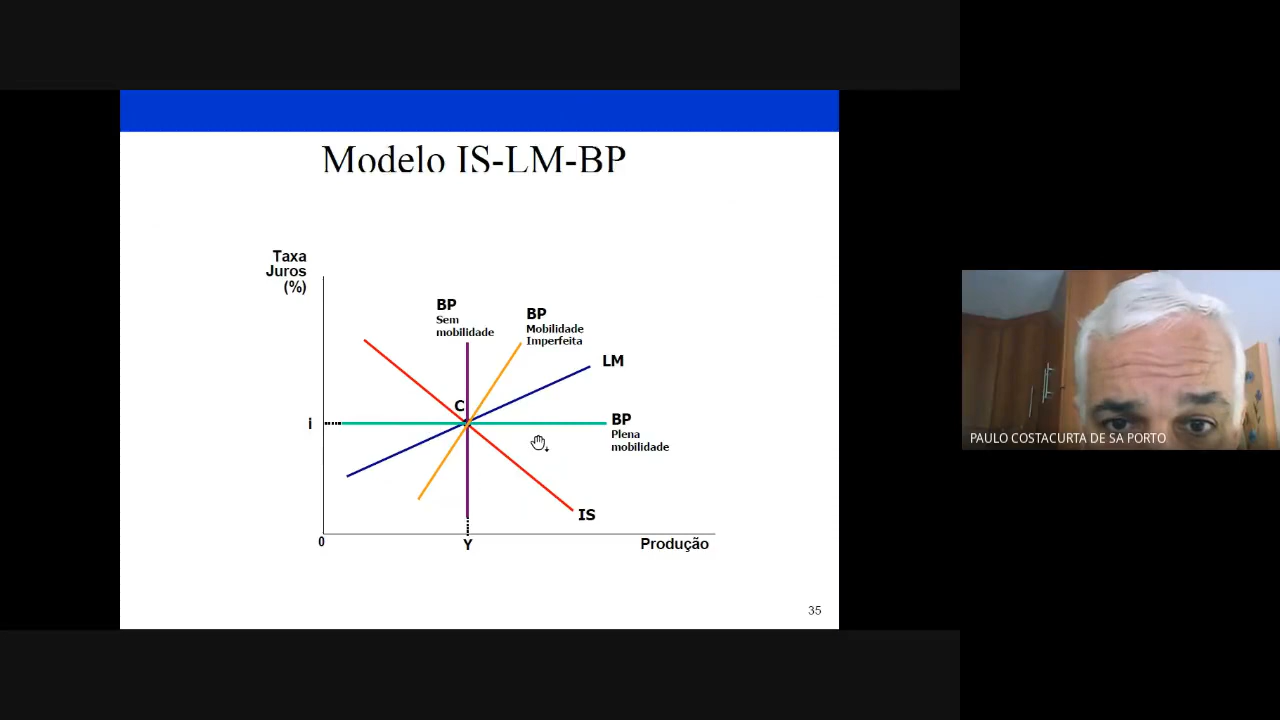 Modelo IS-LM-BP
Taxa
Juros
(%)
BP
Sem
mobilidade
BP
Mobilidade
Imperfeita
LM
C
i
BP
Plena
mobilidade
IS
0
Y
Produção
35
PAULO COSTACURTA DE SA PORTO